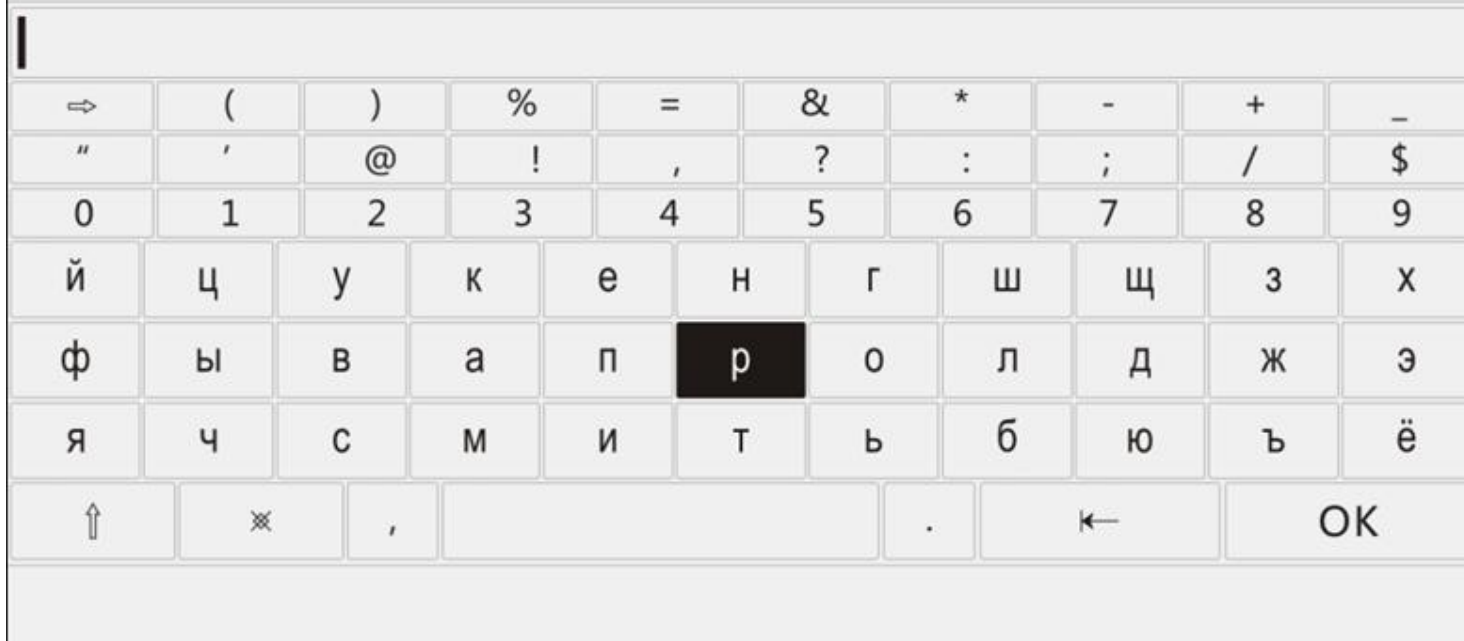 ⇨ ( ) % = & * - + _
" ' @ ! , ? : ; / $
0 1 2 3 4 5 6 7 8 9
й ц у к е н г ш щ з х
ф ы в а п р о л д ж э
я ч с м и т ь б ю ъ ё
⇧ ※ , . ⇤ OK